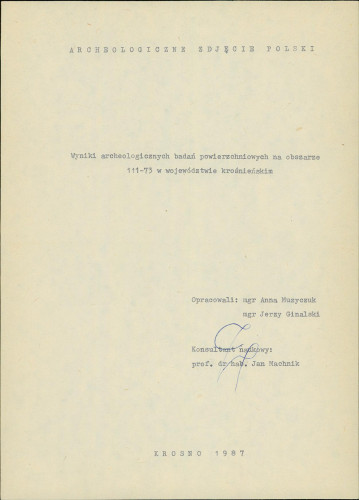 ARCHEOLOGICZNE ZDJĘCIE POLSKI
Wyniki archeologicznych badań powierzchniowych na obszarze
111-73 w województwie krośnieńskim
Opracowali: mgr Anna Muzyczuk
mgr Jerzy Ginalski
Konsultant naukowy:
prof. dr hab. Jan Machnik
KROSNO 1987